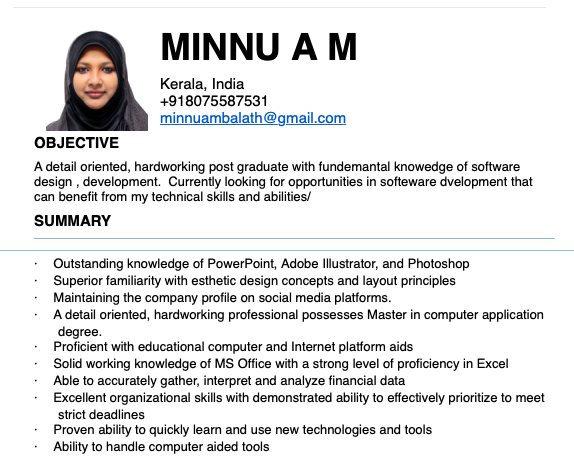 MINNU A M
Kerala, India
+918075587531
minnuambalath@gmail.com
OBJECTIVE
A detail oriented, hardworking post graduate with fundemantal knowedge of software
design , development.  Currently looking for opportunities in softeware dvelopment that
can benefit from my technical skills and abilities/
SUMMARY
· Outstanding knowledge of PowerPoint, Adobe Illustrator, and Photoshop
· Superior familiarity with esthetic design concepts and layout principles
· Maintaining the company profile on social media platforms.
· A detail oriented, hardworking professional possesses Master in computer application
degree.
· Proficient with educational computer and Internet platform aids
· Solid working knowledge of MS Office with a strong level of proficiency in Excel
· Able to accurately gather, interpret and analyze financial data
· Excellent organizational skills with demonstrated ability to effectively prioritize to meet
strict deadlines
· Proven ability to quickly learn and use new technologies and tools
· Ability to handle computer aided tools